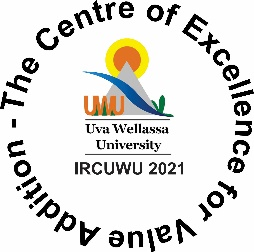 The Centre of Excellence for Value Addition -
UWU
Uva Wellassa
University
IRCUWU 2021